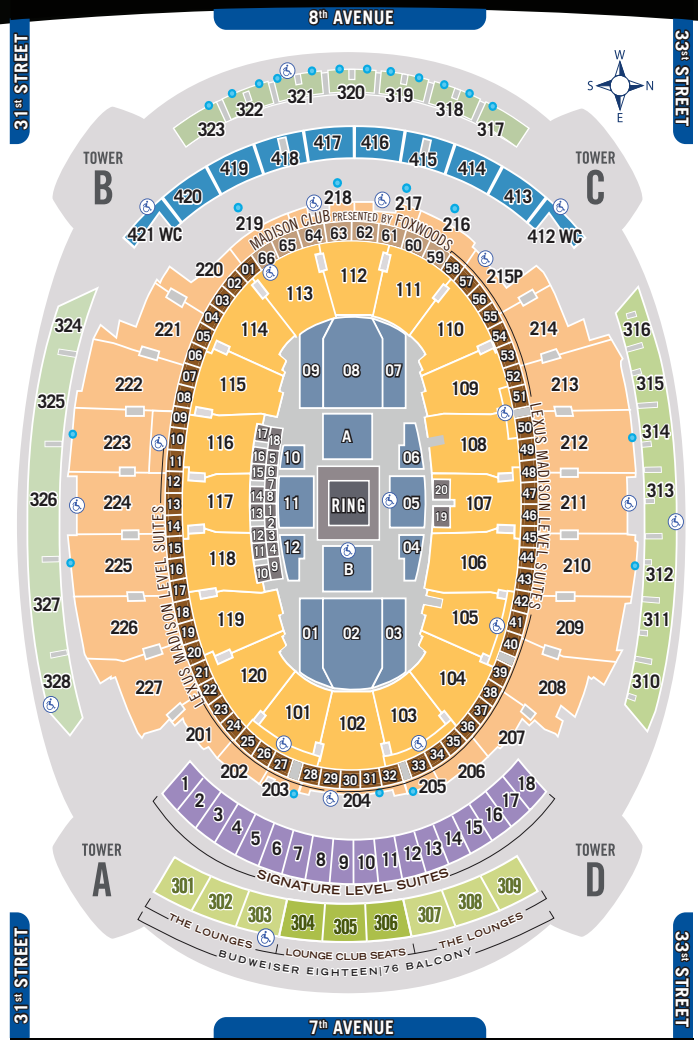 8th AVENUE
31st STREET
33rd STREET
W
S N
E
TOWER
B
TOWER
C
323 322 321 320 319 318 317
421 WC 420 419 418 417 416 415 414 413 412 WC
219 218 217 216
MADISON CLUB PRESENTED BY FOXWOODS
66 65 64 63 62 61 60 59
220 215P
01 02 03 04 05 06 07 08 09 10 11 12 13 14 15 16 17 18 19 20 21 22 23 24 25 26 27
58 57 56 55 54 53 52 51 50 49 48 47 46 45 44 43 42 41 40 39 38 37 36 35 34 33
28 29 30 31 32
324 325 326 327 328
316 315 314 313 312 311 310
221 222 223 224 225 226 227
214 213 212 211 210 209 208
113 112 111
114 110
115 109
116 108
117 107
118 106
119 105
120 104
101 102 103
09 08 07
A
17 18
16 5
15 6
7
14 8
13 1
2
12 3
11 4
10 9
10 06
11 RING 05
12 04
B
20
19
01 02 03
LEXUS MADISON LEVEL SUITES
LEXUS MADISON LEVEL SUITES
201 202 203 204 205 206 207
1 2 3 4 5 6 7 8 9 10 11 12 13 14 15 16 17 18
SIGNATURE LEVEL SUITES
TOWER
A
TOWER
D
301 302 303 304 305 306 307 308 309
THE LOUNGES
LOUNGE CLUB SEATS
THE LOUNGES
BUDWEISER EIGHTEEN|76 BALCONY
31st STREET
33rd STREET
7th AVENUE